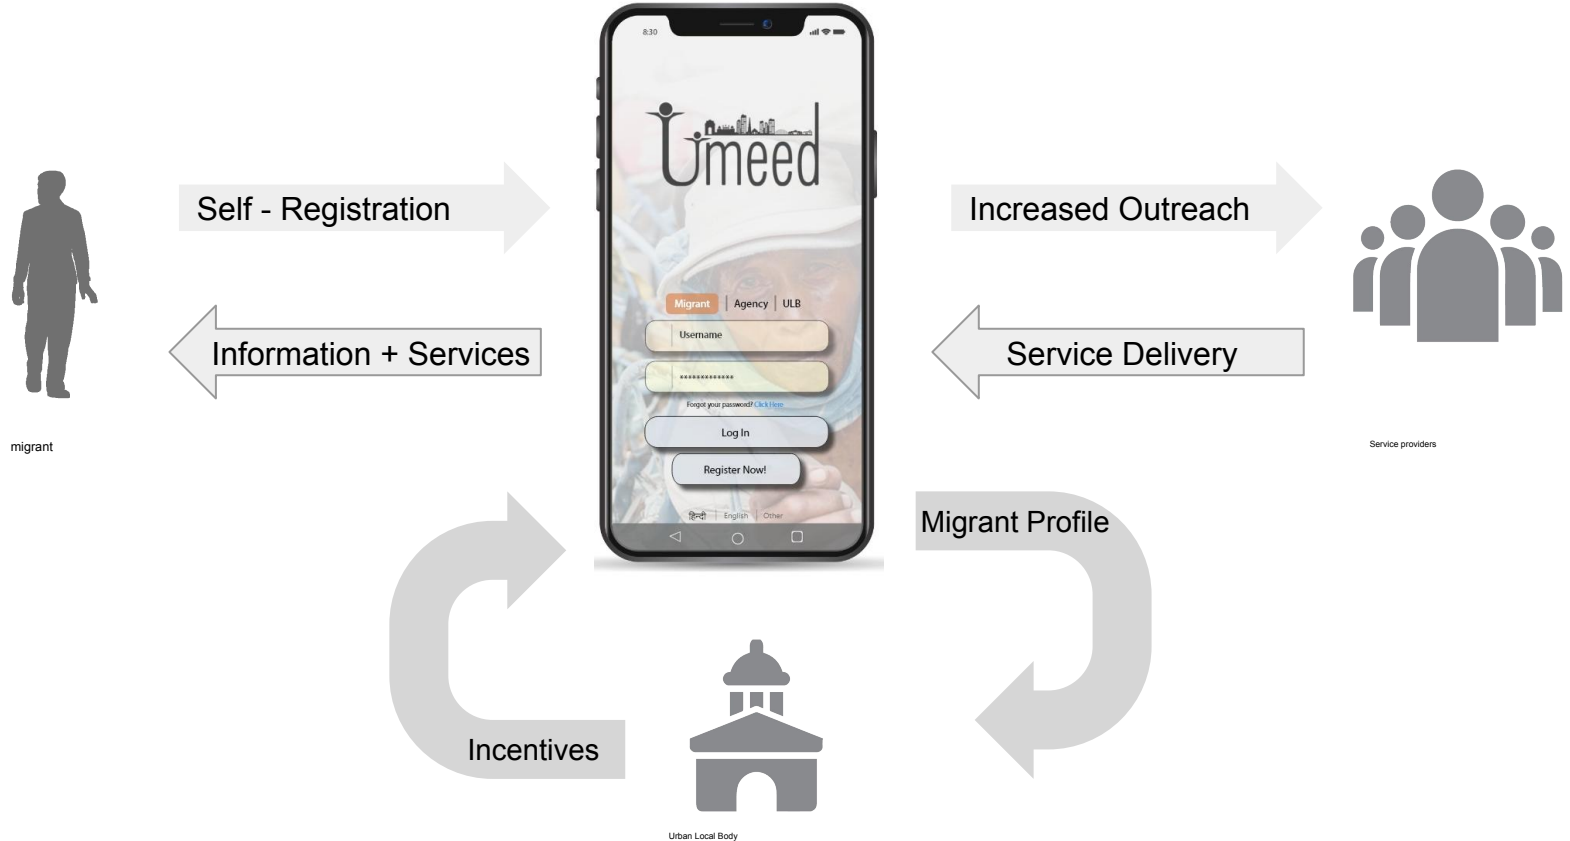 8:30
Umeed
Self - Registration
Increased Outreach
Migrant | Agency | ULB
Username
*************
Information + Services
Service Delivery
Forgot your password? Click Here
Log In
migrant
Service providers
Register Now!
हिन्दी | English | Other
Migrant Profile
Incentives
Urban Local Body